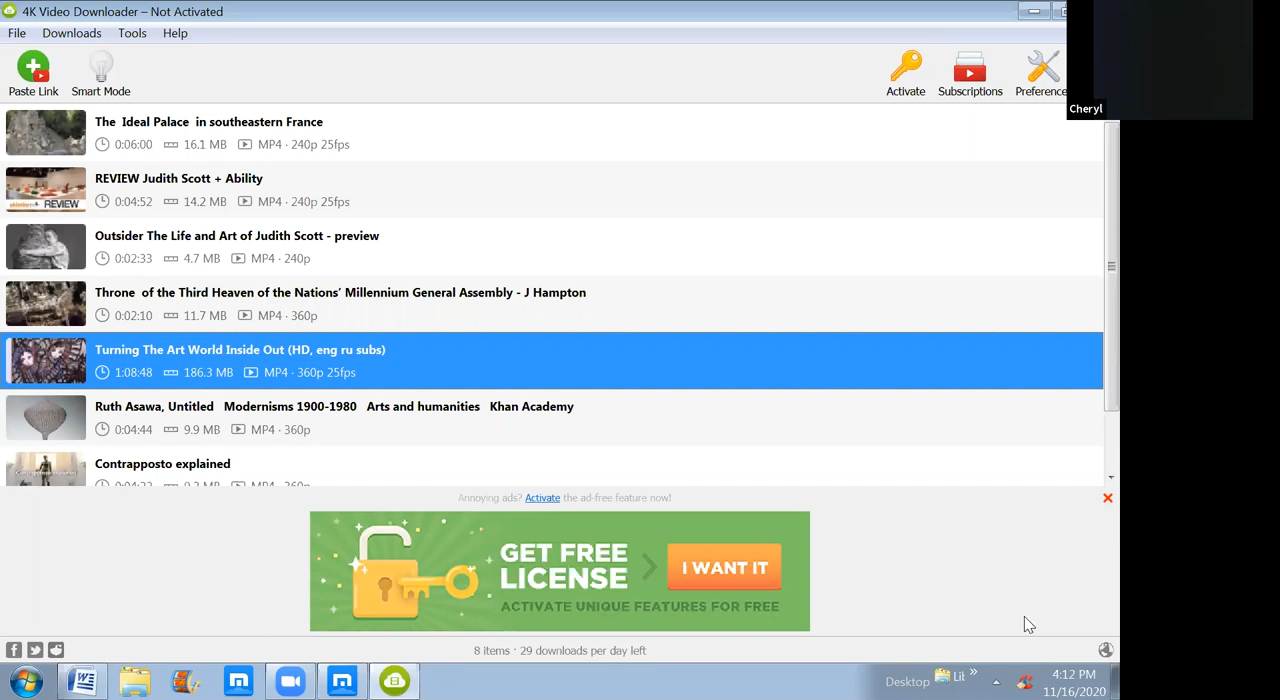 4K Video Downloader – Not Activated
File Downloads Tools Help
Paste Link Smart Mode Activate Subscriptions Preference
Cheryl
The Ideal Palace in southeastern France
0:06:00 16.1 MB MP4 · 240p 25fps
REVIEW Judith Scott + Ability
0:04:52 14.2 MB MP4 · 240p 25fps
REVIEW
Outsider The Life and Art of Judith Scott - preview
0:02:33 4.7 MB MP4 · 240p
Throne of the Third Heaven of the Nations' Millennium General Assembly - J Hampton
0:02:10 11.7 MB MP4 · 360p
Turning The Art World Inside Out (HD, eng ru subs)
1:08:48 186.3 MB MP4 · 360p 25fps
Ruth Asawa, Untitled Modernisms 1900-1980 Arts and humanities Khan Academy
0:04:44 9.9 MB MP4 · 360p
Contrapposto explained
Annoying ads? Activate the ad-free feature now!
GET FREE
LICENSE
I WANT IT
ACTIVATE UNIQUE FEATURES FOR FREE
8 items · 29 downloads per day left
Desktop Lil » 4:12 PM
11/16/2020